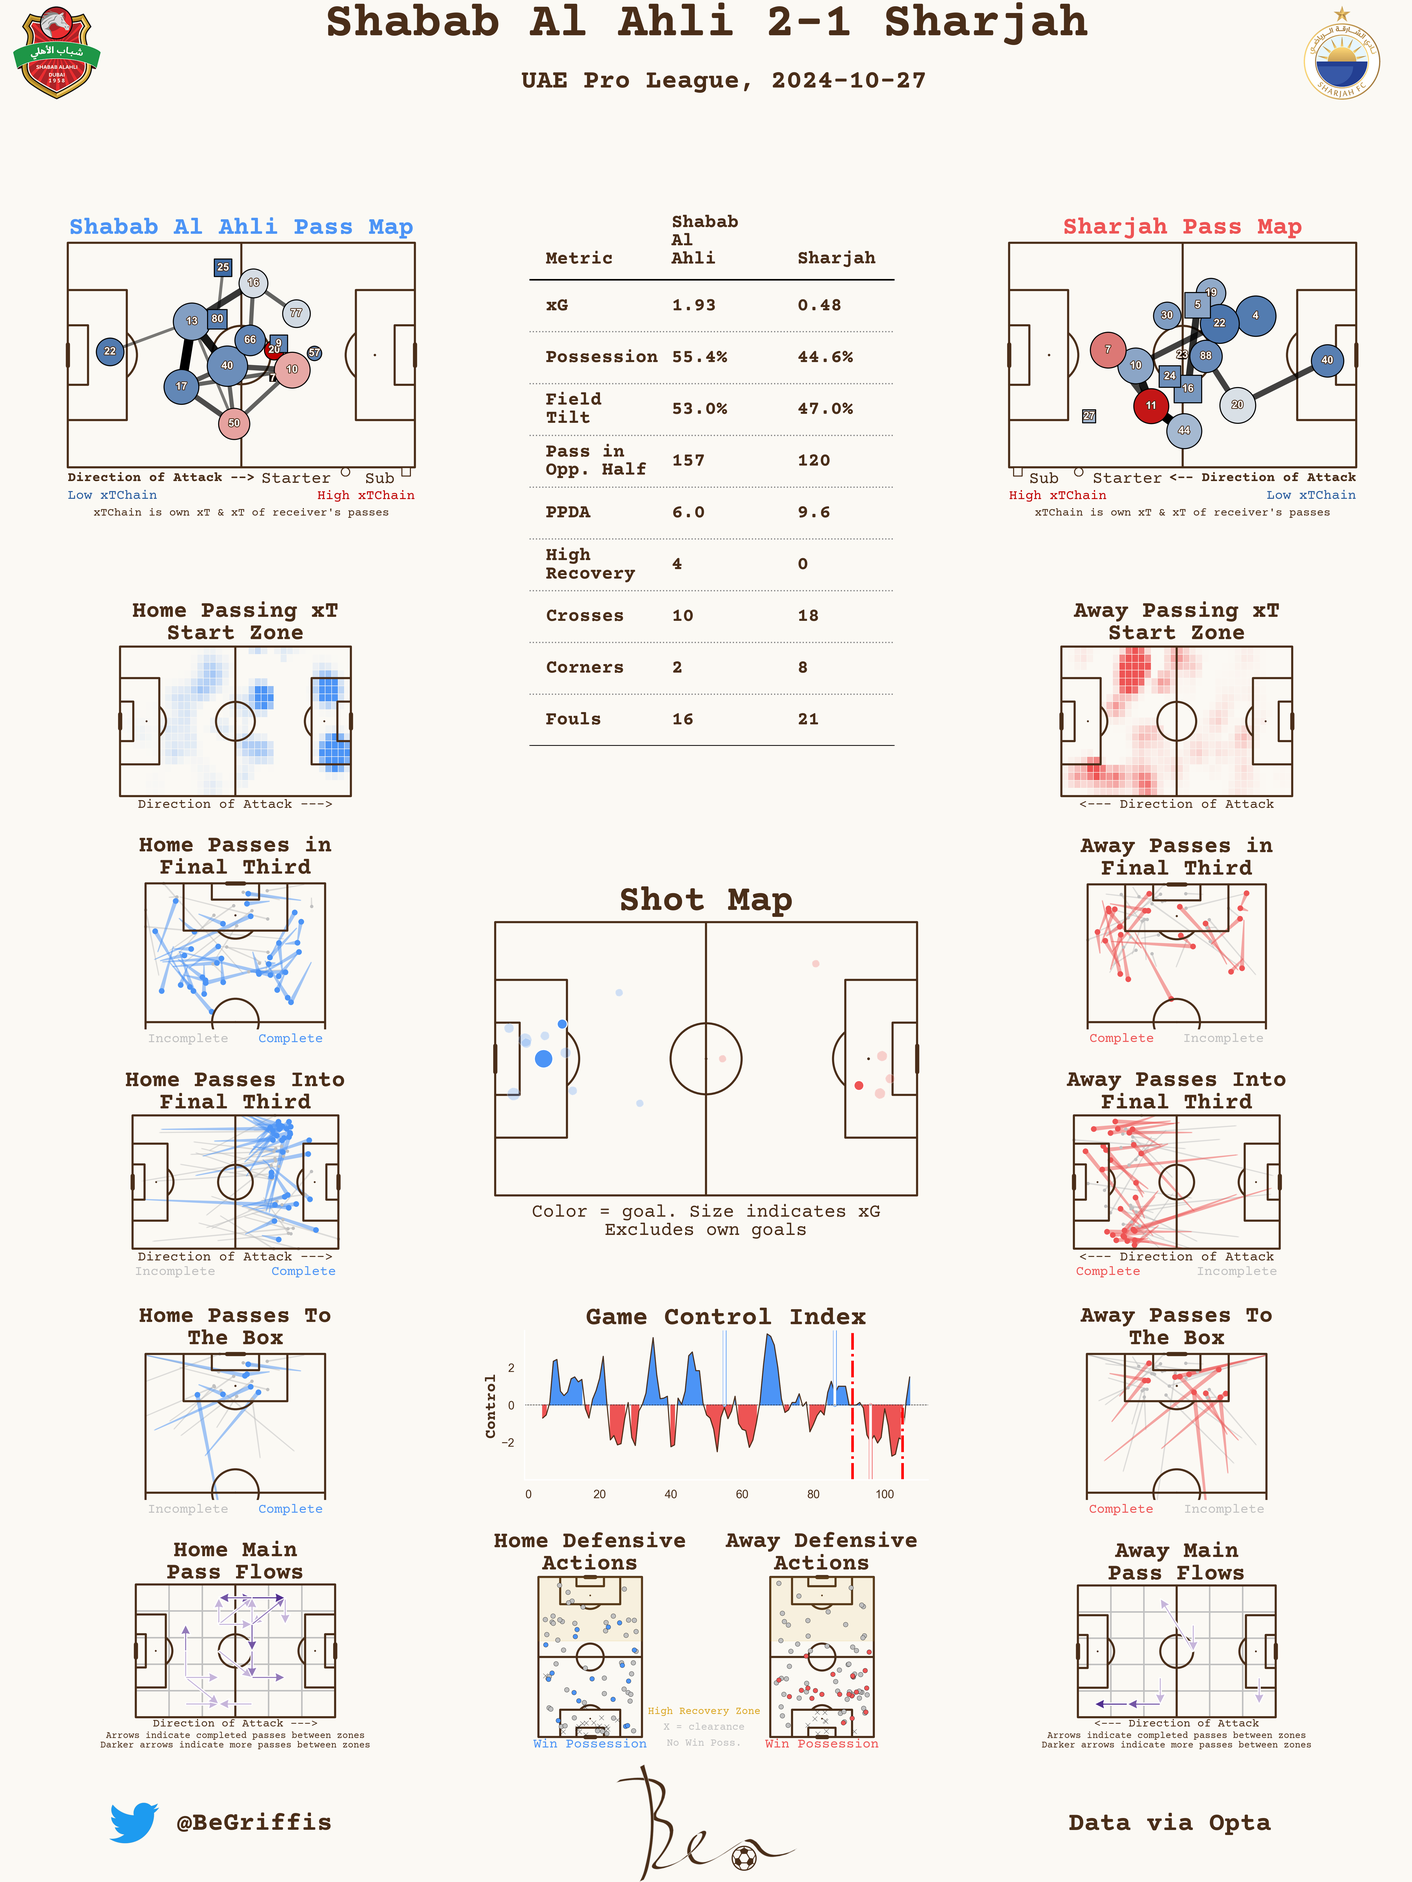 Shabab Al Ahli 2-1 Sharjah
UAE Pro League, 2024-10-27
شباب الأهلي
SHABAB ALAHLI
DUBAI
1958
SHARJAH FC
Shabab Al Ahli Pass Map
25
16
77
13
80
66
9
20
57
22
40
10
7
17
50
Direction of Attack --> Starter Sub
Low xTChain High xTChain
xTChain is own xT & xT of receiver's passes
Shabab
Al
Metric Ahli Sharjah
xG 1.93 0.48
Possession 55.4% 44.6%
Field
Tilt 53.0% 47.0%
Pass in
Opp. Half 157 120
PPDA 6.0 9.6
High
Recovery 4 0
Crosses 10 18
Corners 2 8
Fouls 16 21
Sharjah Pass Map
19
5
30
22
4
7
23
88
10
40
24
16
11
20
27
44
Sub Starter <-- Direction of Attack
High xTChain Low xTChain
xTChain is own xT & xT of receiver's passes
Home Passing xT
Start Zone
Direction of Attack --->
Away Passing xT
Start Zone
<--- Direction of Attack
Home Passes in
Final Third
Incomplete Complete
Away Passes in
Final Third
Complete Incomplete
Shot Map
Color = goal. Size indicates xG
Excludes own goals
Home Passes Into
Final Third
Direction of Attack --->
Incomplete Complete
Away Passes Into
Final Third
<--- Direction of Attack
Complete Incomplete
Home Passes To
The Box
Incomplete Complete
Game Control Index
Control
2
0
−2
0 20 40 60 80 100
Away Passes To
The Box
Complete Incomplete
Home Main
Pass Flows
Direction of Attack --->
Arrows indicate completed passes between zones
Darker arrows indicate more passes between zones
Home Defensive
Actions
Win Possession
High Recovery Zone
X = clearance
No Win Poss.
Away Defensive
Actions
Win Possession
Away Main
Pass Flows
<--- Direction of Attack
Arrows indicate completed passes between zones
Darker arrows indicate more passes between zones
@BeGriffis
Ben
Data via Opta